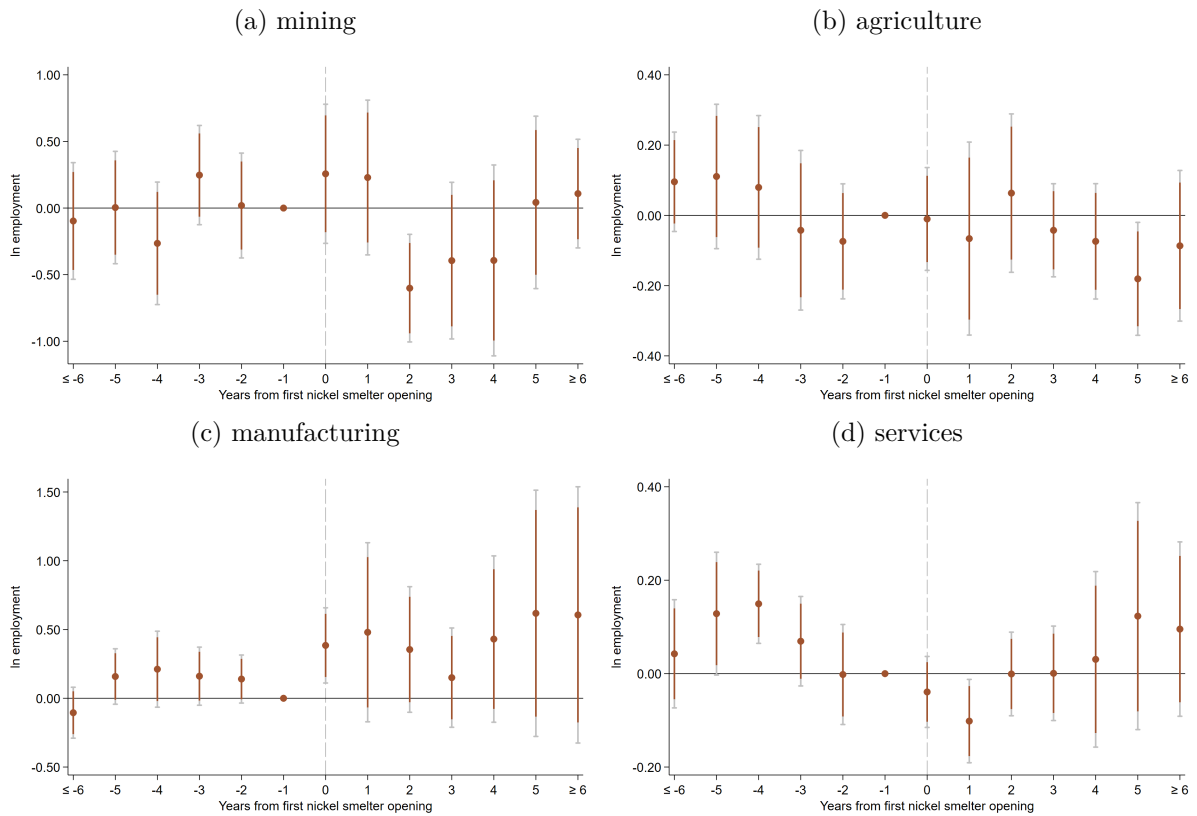 (a) mining
1.00
0.50
0.00
-0.50
-1.00
ln employment
≤ -6 -5 -4 -3 -2 -1 0 1 2 3 4 5 ≥ 6
Years from first nickel smelter opening
(b) agriculture
0.40
0.20
0.00
-0.20
-0.40
ln employment
≤ -6 -5 -4 -3 -2 -1 0 1 2 3 4 5 ≥ 6
Years from first nickel smelter opening
(c) manufacturing
1.50
1.00
0.50
0.00
-0.50
ln employment
≤ -6 -5 -4 -3 -2 -1 0 1 2 3 4 5 ≥ 6
Years from first nickel smelter opening
(d) services
0.40
0.20
0.00
-0.20
ln employment
≤ -6 -5 -4 -3 -2 -1 0 1 2 3 4 5 ≥ 6
Years from first nickel smelter opening